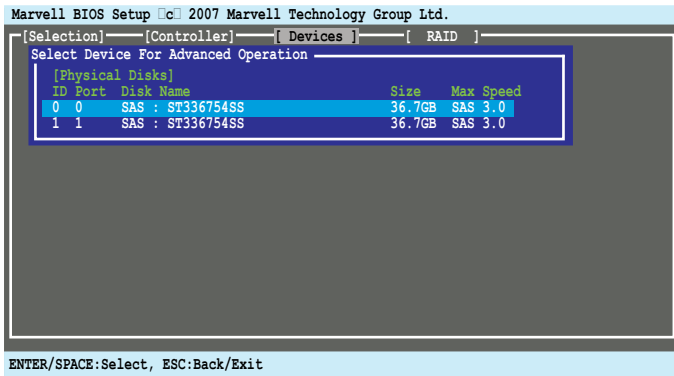 Marvell BIOS Setup □c□ 2007 Marvell Technology Group Ltd.
[Selection] [Controller] [ Devices ] [ RAID ]
Select Device For Advanced Operation
[Physical Disks]
ID Port Disk Name Size Max Speed
0 0 SAS : ST336754SS 36.7GB SAS 3.0
1 1 SAS : ST336754SS 36.7GB SAS 3.0
ENTER/SPACE:Select, ESC:Back/Exit